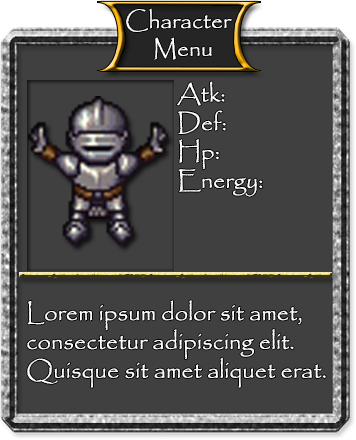 Character
Menu
Atk:
Def:
Hp:
Energy:
Lorem ipsum dolor sit amet,
consectetur adipiscing elit.
Quisque sit amet aliquet erat.